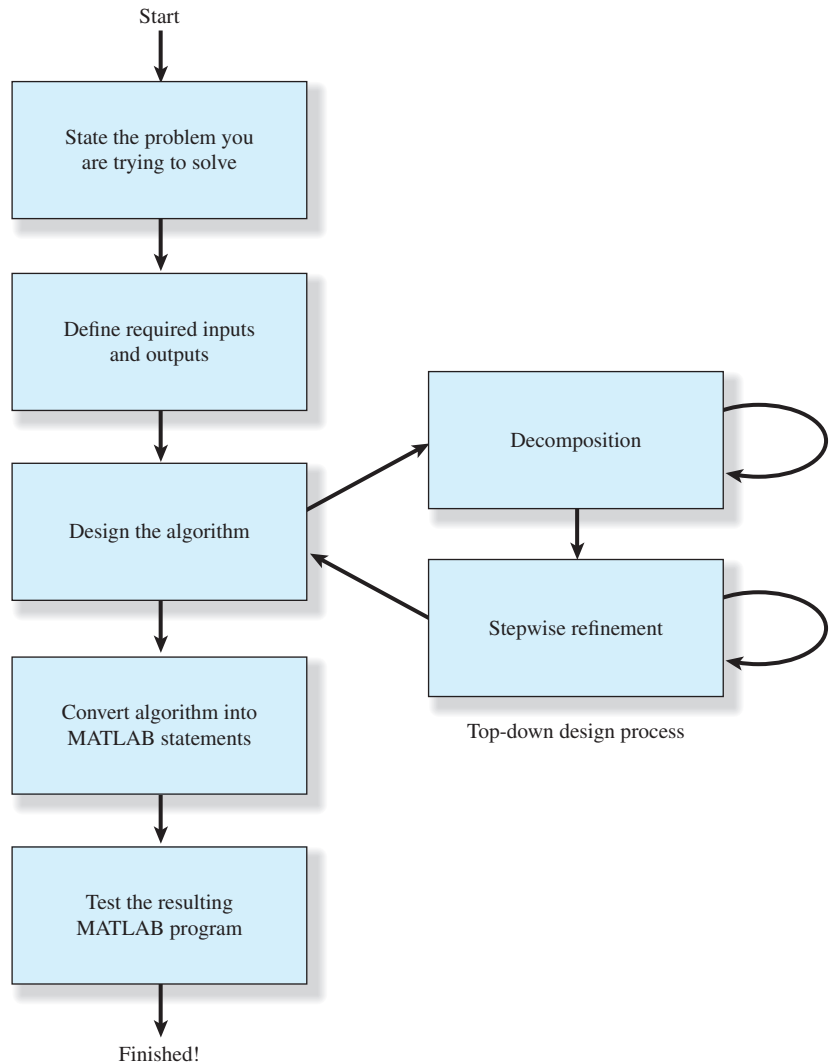 Start
State the problem you
are trying to solve
Define required inputs
and outputs
Design the algorithm
Decomposition
Stepwise refinement
Top-down design process
Convert algorithm into
MATLAB statements
Test the resulting
MATLAB program
Finished!